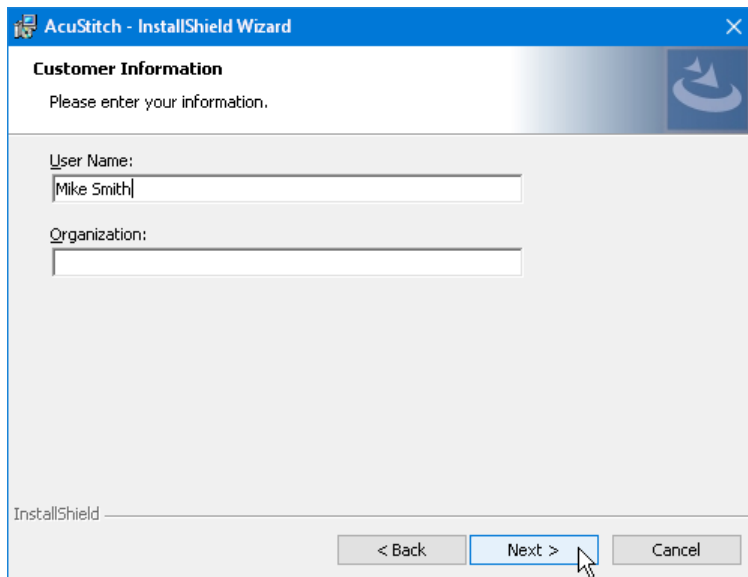 AcuStitch - InstallShield Wizard
Customer Information
Please enter your information.
User Name:
Mike Smith
Organization:
InstallShield
< Back Next > Cancel